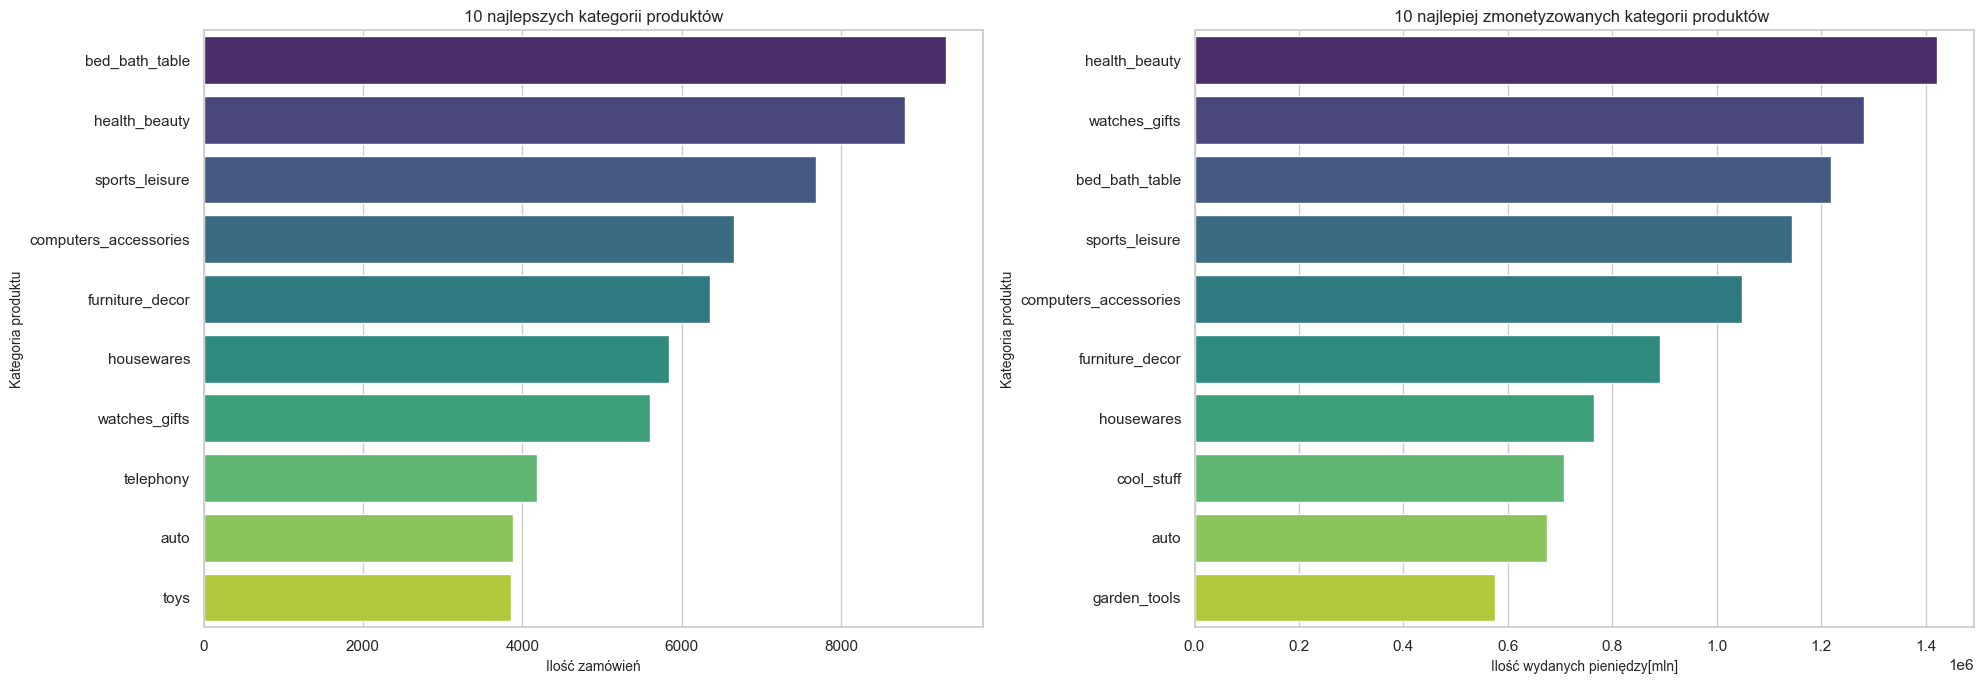 10 najlepszych kategorii produktów
Kategoria produktu
bed_bath_table
health_beauty
sports_leisure
computers_accessories
furniture_decor
housewares
watches_gifts
telephony
auto
toys
0 2000 4000 6000 8000
Ilość zamówień
10 najlepiej zmonetyzowanych kategorii produktów
Kategoria produktu
health_beauty
watches_gifts
bed_bath_table
sports_leisure
computers_accessories
furniture_decor
housewares
cool_stuff
auto
garden_tools
0.0 0.2 0.4 0.6 0.8 1.0 1.2 1.4
1e6
Ilość wydanych pieniędzy[mln]